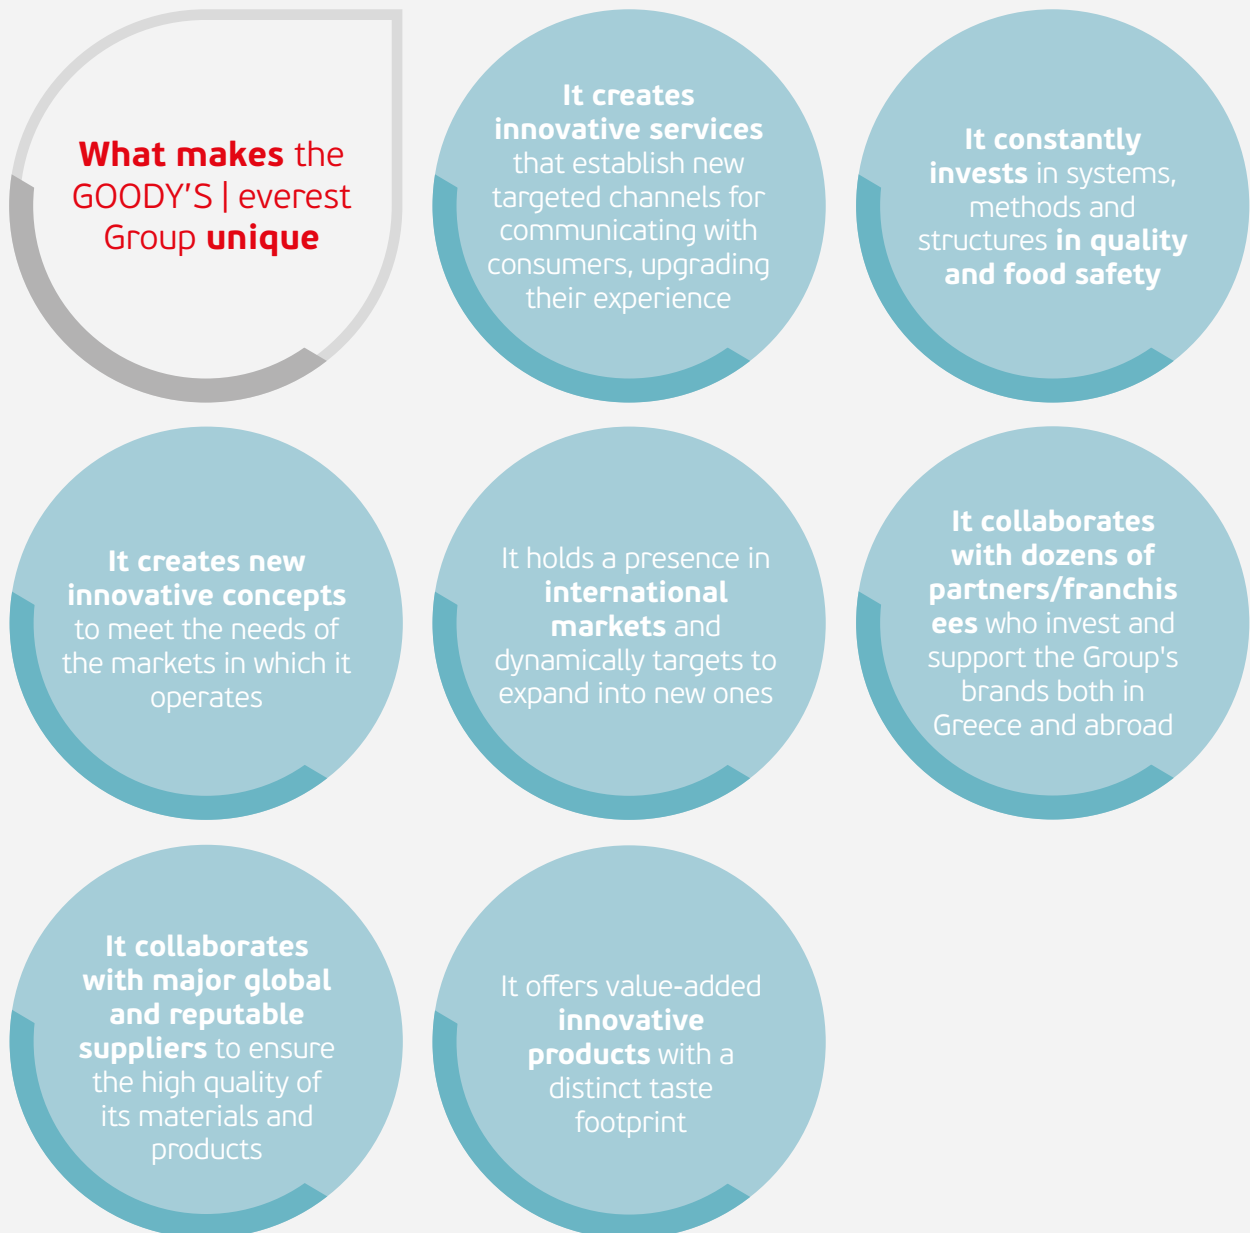 What makes the
GOODY'S | everest
Group unique
It creates
innovative services
that establish new
targeted channels for
communicating with
consumers, upgrading
their experience
It constantly
invests in systems,
methods and
structures in quality
and food safety
It creates new
innovative concepts
to meet the needs of
the markets in which it
operates
It holds a presence in
international
markets and
dynamically targets to
expand into new ones
It collaborates
with dozens of
partners/franchis
ees who invest and
support the Group's
brands both in
Greece and abroad
It collaborates
with major global
and reputable
suppliers to ensure
the high quality of
its materials and
products
It offers value-added
innovative
products with a
distinct taste
footprint